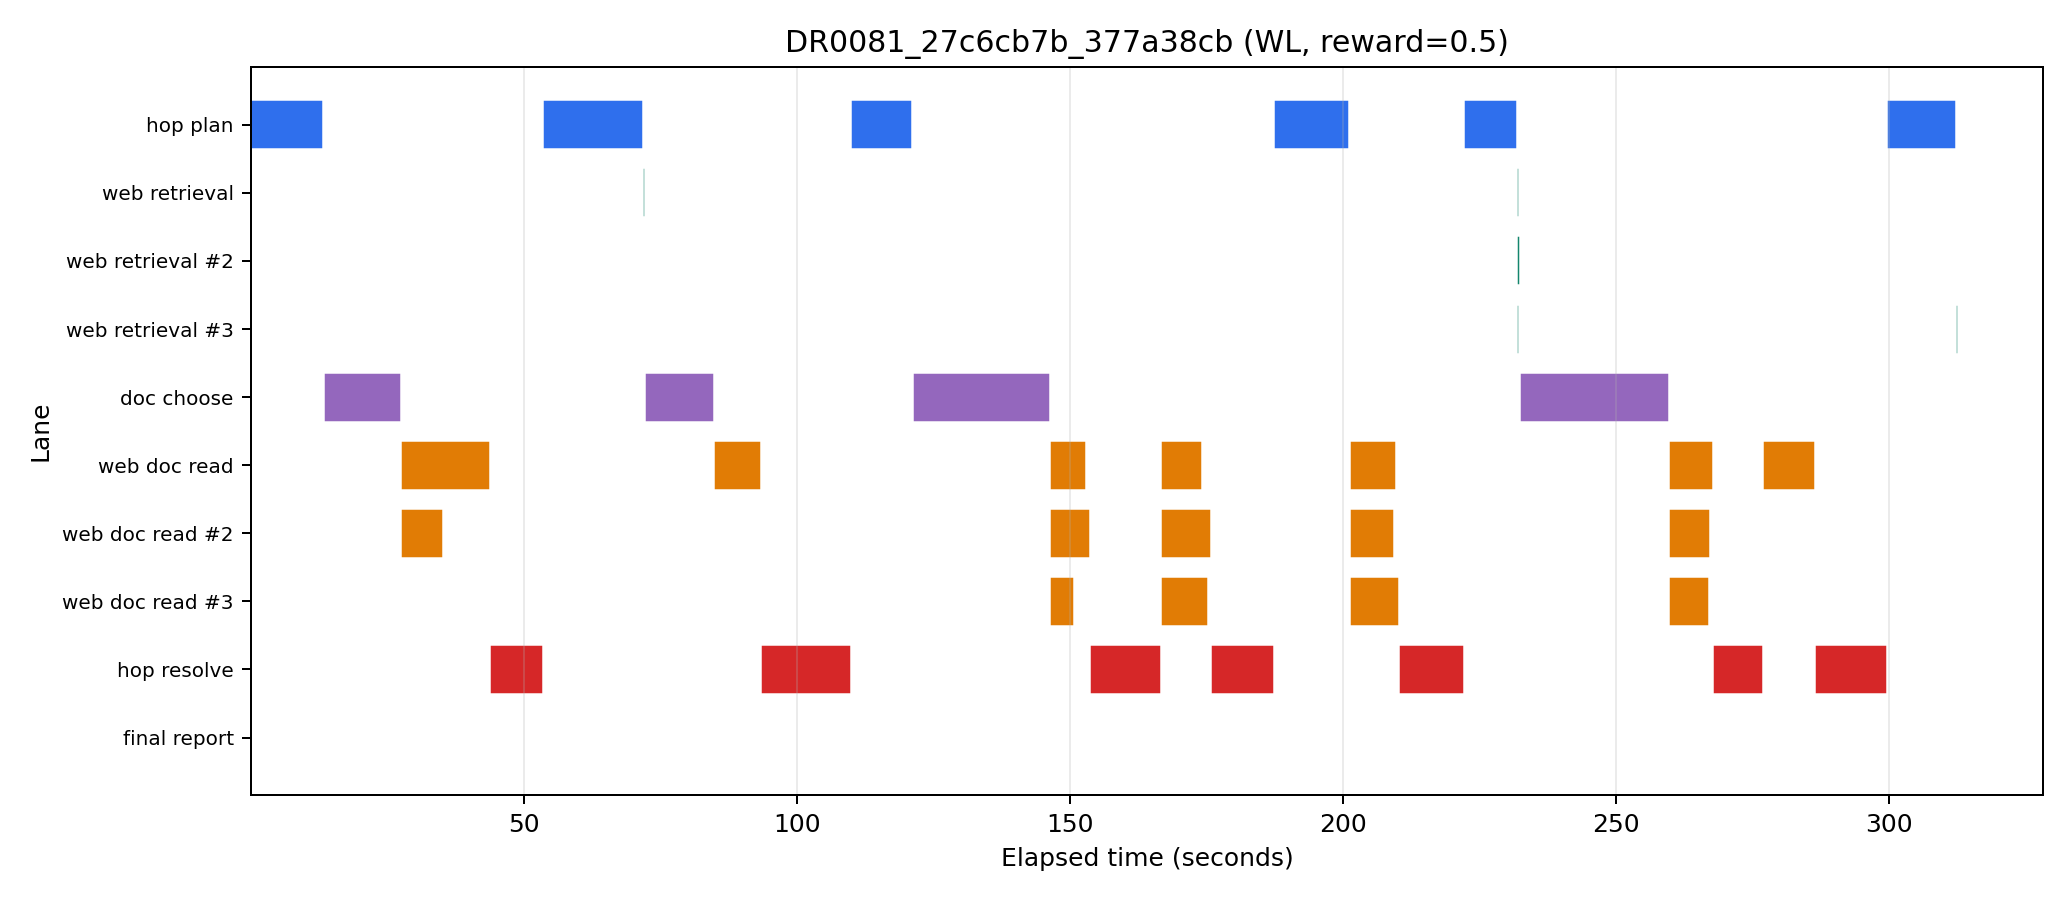 DR0081_27c6cb7b_377a38cb (WL, reward=0.5)
hop plan
web retrieval
web retrieval #2
web retrieval #3
doc choose
web doc read
web doc read #2
web doc read #3
hop resolve
final report
Lane
50 100 150 200 250 300
Elapsed time (seconds)